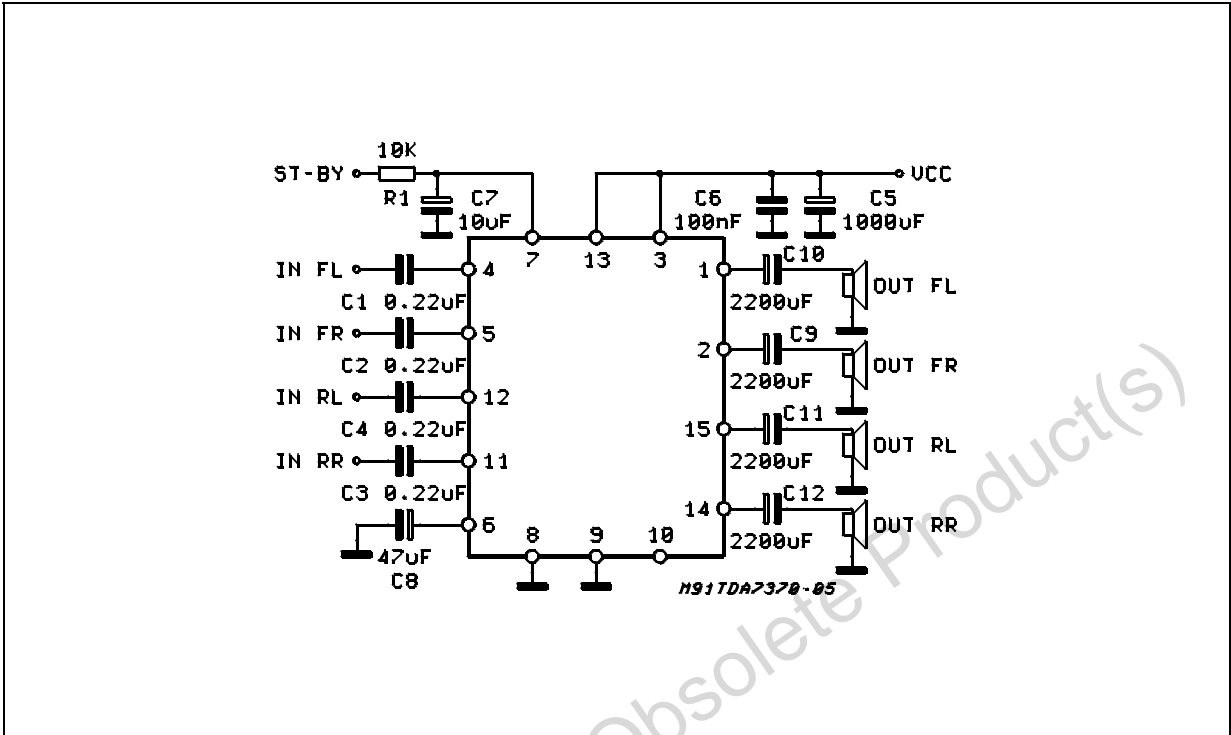 10K
ST-BY
VCC
R1
C7
10uF
C6
100nF
C5
1000uF
7
13
3
IN FL
4
C1 0.22uF
IN FR
5
C2 0.22uF
IN RL
12
C4 0.22uF
IN RR
11
C3 0.22uF
6
47uF
C8
8
9
10
1
C10
2200uF
OUT FL
2
C9
2200uF
OUT FR
15
C11
2200uF
OUT RL
14
C12
2200uF
OUT RR
M91TDA7370-05
Obsolete Product(s)